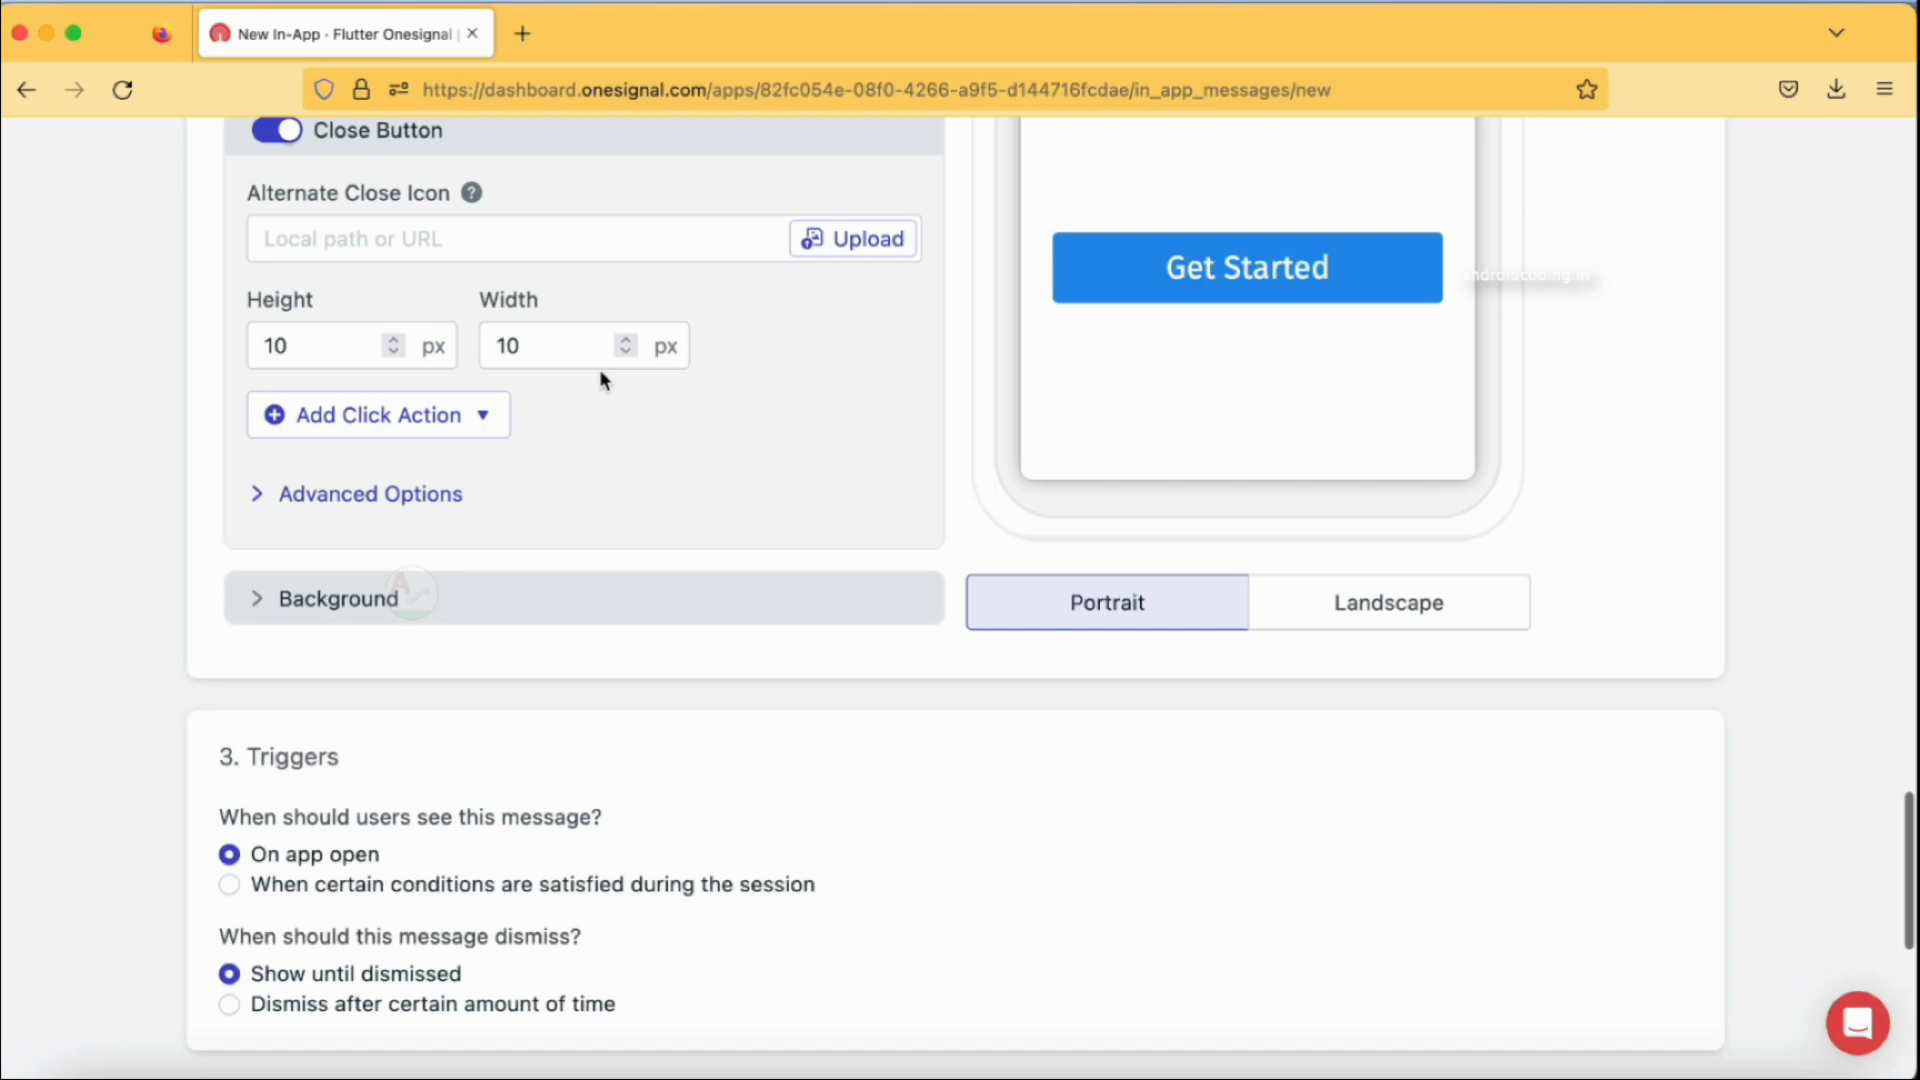 New In-App - Flutter Onesignal |
https://dashboard.onesignal.com/apps/82fc054e-08f0-4266-a9f5-d144716fcdae/in_app_messages/new
Close Button
Alternate Close Icon ?
Local path or URL
Upload
Height
Width
10
px
10
px
Add Click Action
Advanced Options
Background
Get Started
Portrait
Landscape
3. Triggers
When should users see this message?
On app open
When certain conditions are satisfied during the session
When should this message dismiss?
Show until dismissed
Dismiss after certain amount of time